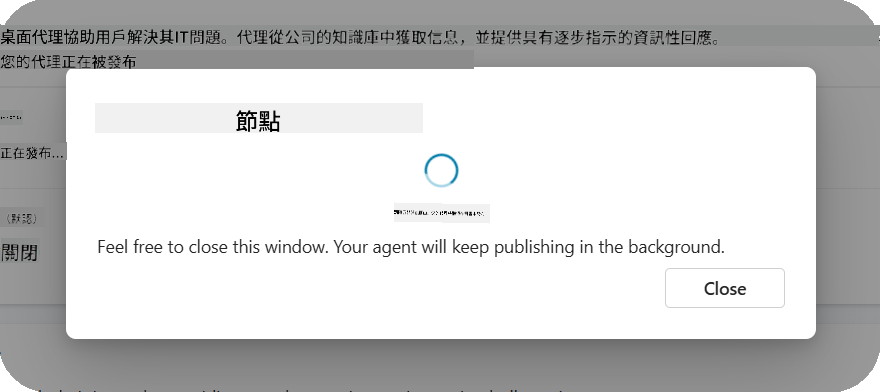 桌面代理協助用戶解決其IT問題。代理從公司的知識庫中獲取信息，並提供具有逐步指示的資訊性回應。
您的代理正在被發布
節點
正在發布...
（默認）
Feel free to close this window. Your agent will keep publishing in the background.
關閉
Close